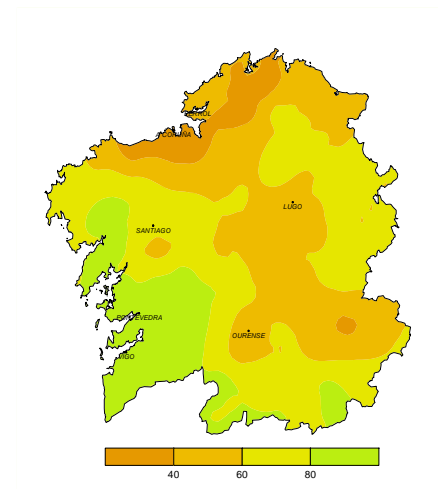 FERROL
A CORUÑA
LUGO
SANTIAGO
PONTEVEDRA
OURENSE
VIGO
40 60 80